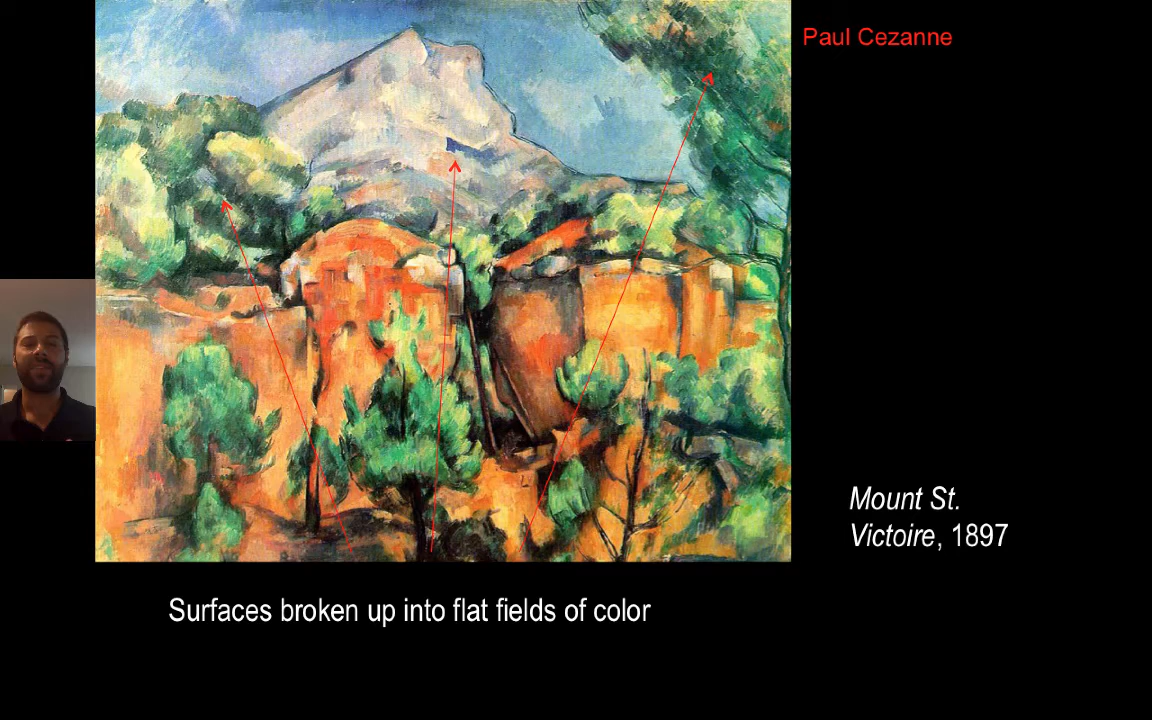 Paul Cezanne
Mount St.
Victoire, 1897
Surfaces broken up into flat fields of color